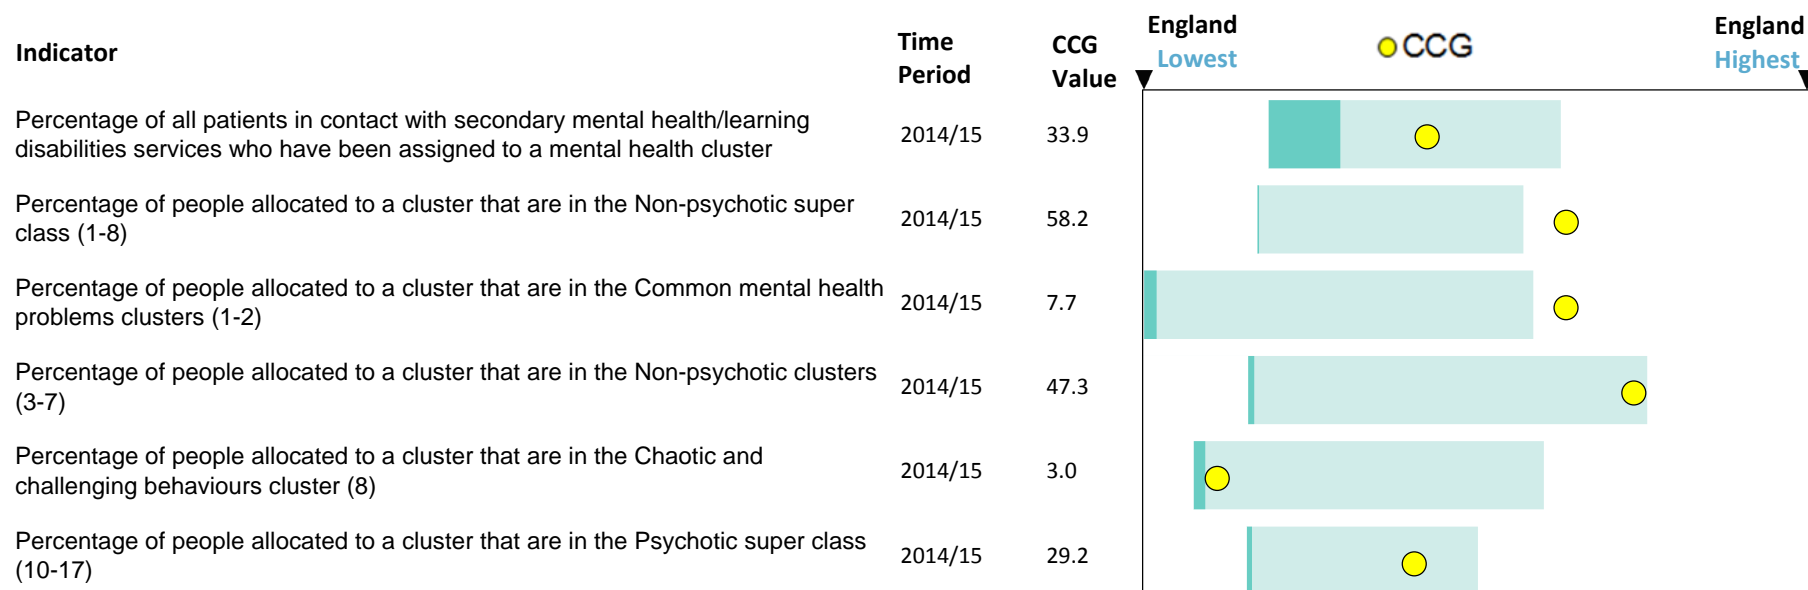 Indicator
Time Period
CCG Value
England Lowest
CCG
England Highest
Percentage of all patients in contact with secondary mental health/learning
disabilities services who have been assigned to a mental health cluster
2014/15
33.9
Percentage of people allocated to a cluster that are in the Non-psychotic super
class (1-8)
2014/15
58.2
Percentage of people allocated to a cluster that are in the Common mental health
problems clusters (1-2)
2014/15
7.7
Percentage of people allocated to a cluster that are in the Non-psychotic clusters
(3-7)
2014/15
47.3
Percentage of people allocated to a cluster that are in the Chaotic and
challenging behaviours cluster (8)
2014/15
3.0
Percentage of people allocated to a cluster that are in the Psychotic super class
(10-17)
2014/15
29.2